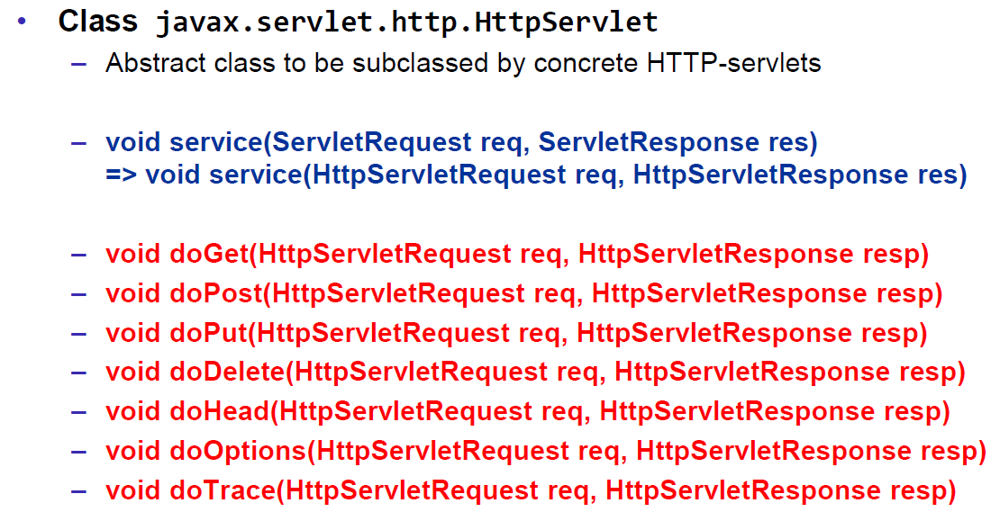 • Class javax.servlet.http.HttpServlet
– Abstract class to be subclassed by concrete HTTP-servlets
– void service(ServletRequest req, ServletResponse res)
=> void service(HttpServletRequest req, HttpServletResponse res)
– void doGet(HttpServletRequest req, HttpServletResponse resp)
– void doPost(HttpServletRequest req, HttpServletResponse resp)
– void doPut(HttpServletRequest req, HttpServletResponse resp)
– void doDelete(HttpServletRequest req, HttpServletResponse resp)
– void doHead(HttpServletRequest req, HttpServletResponse resp)
– void doOptions(HttpServletRequest req, HttpServletResponse resp)
– void doTrace(HttpServletRequest req, HttpServletResponse resp)